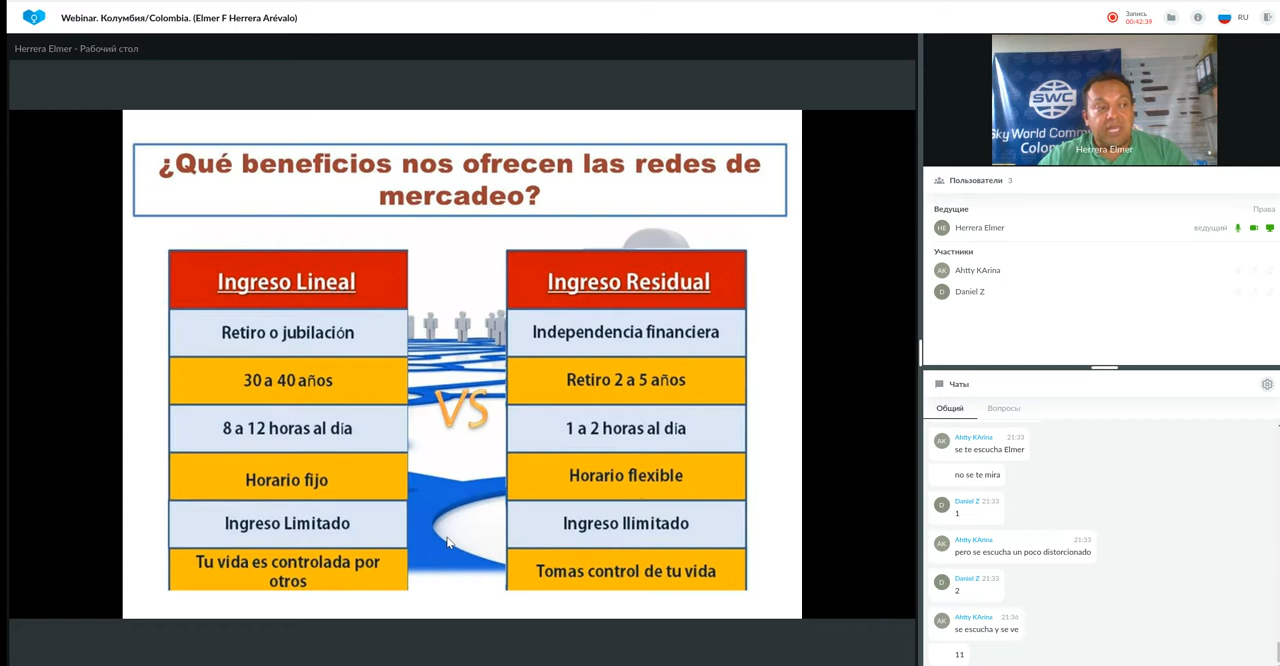 Webinar. Колумбия/Colombia. (Elmer F Herrera Arévalo)
Запись
00:42:39
RU
Herrera Elmer - Рабочий стол
¿Qué beneficios nos ofrecen las redes de
mercadeo?
Ingreso Lineal
Retiro o jubilación
30 a 40 años
8 a 12 horas al día
Horario fijo
Ingreso Limitado
Tu vida es controlada por
otros
VS
Ingreso Residual
Independencia financiera
Retiro 2 a 5 años
1 a 2 horas al día
Horario flexible
Ingreso Ilimitado
Tomas control de tu vida
SWC
Sky World Comm
Colom
Herrera Elmer
Пользователи 3
Ведущие Права
HE Herrera Elmer ведущий
Участники
AK Ahtty KArina
D Daniel Z
Чаты
Общий Вопросы
AK Ahtty KArina 21:33
se te escucha Elmer
no se te mira
D Daniel Z 21:33
1
AK Ahtty KArina 21:33
pero se escucha un poco distorcionado
D Daniel Z 21:33
2
AK Ahtty KArina 21:36
se escucha y se ve
11